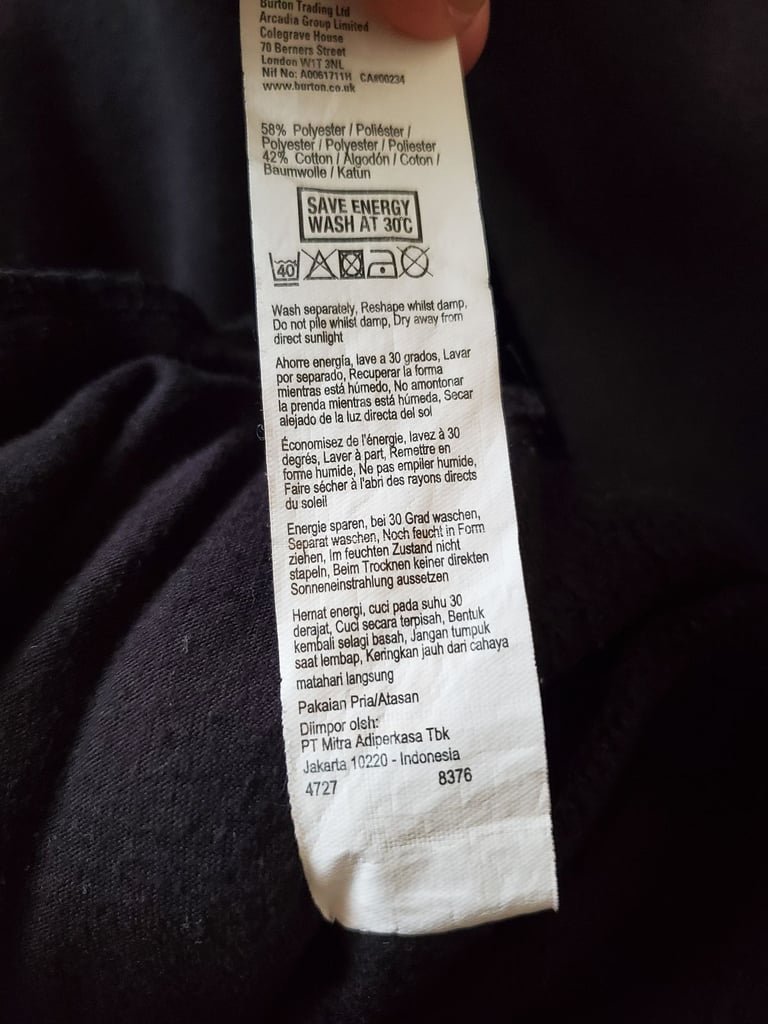 Burton Trading Ltd
Arcadia Group Limited
Colegrave House
70 Berners Street
London W1T 3NL
Nif No: A0061711H CA#00234
www.burton.co.uk
58% Polyester / Poliéster /
Polyester / Polyester / Poliester
42% Cotton / Algodón / Coton /
Baumwolle / Katun
SAVE ENERGY
WASH AT 30°C
40
Wash separately, Reshape whilst damp,
Do not pile whilst damp, Dry away from
direct sunlight
Ahorre energía, lave a 30 grados, Lavar
por separado, Recuperar la forma
mientras está húmedo, No amontonar
la prenda mientras está húmeda, Secar
alejado de la luz directa del sol
Économisez de l'énergie, lavez à 30
degrés, Laver à part, Remettre en
forme humide, Ne pas empiler humide,
Faire sécher à l'abri des rayons directs
du soleil
Energie sparen, bei 30 Grad waschen,
Separat waschen, Noch feucht in Form
ziehen, Im feuchten Zustand nicht
stapeln, Beim Trocknen keiner direkten
Sonneneinstrahlung aussetzen
Hemat energi, cuci pada suhu 30
derajat, Cuci secara terpisah, Bentuk
kembali selagi basah, Jangan tumpuk
saat lembap, Keringkan jauh dari cahaya
matahari langsung
Pakaian Pria/Atasan
Diimpor oleh:
PT Mitra Adiperkasa Tbk
Jakarta 10220 - Indonesia
4727 8376